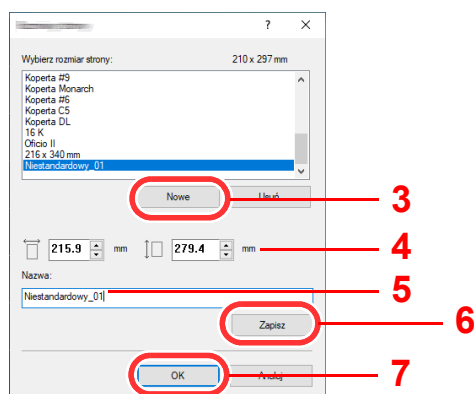 ? ×
Wybierz rozmiar strony: 210 x 297 mm
Koperta #9
Koperta Monarch
Koperta #6
Koperta C5
Koperta DL
16 K
Oficio II
216 x 340 mm
Niestandardowy_01
Nowe Usuń 3
215.9 mm 279.4 mm 4
Nazwa:
Niestandardowy_01 5
Zapisz 6
OK Anuluj 7